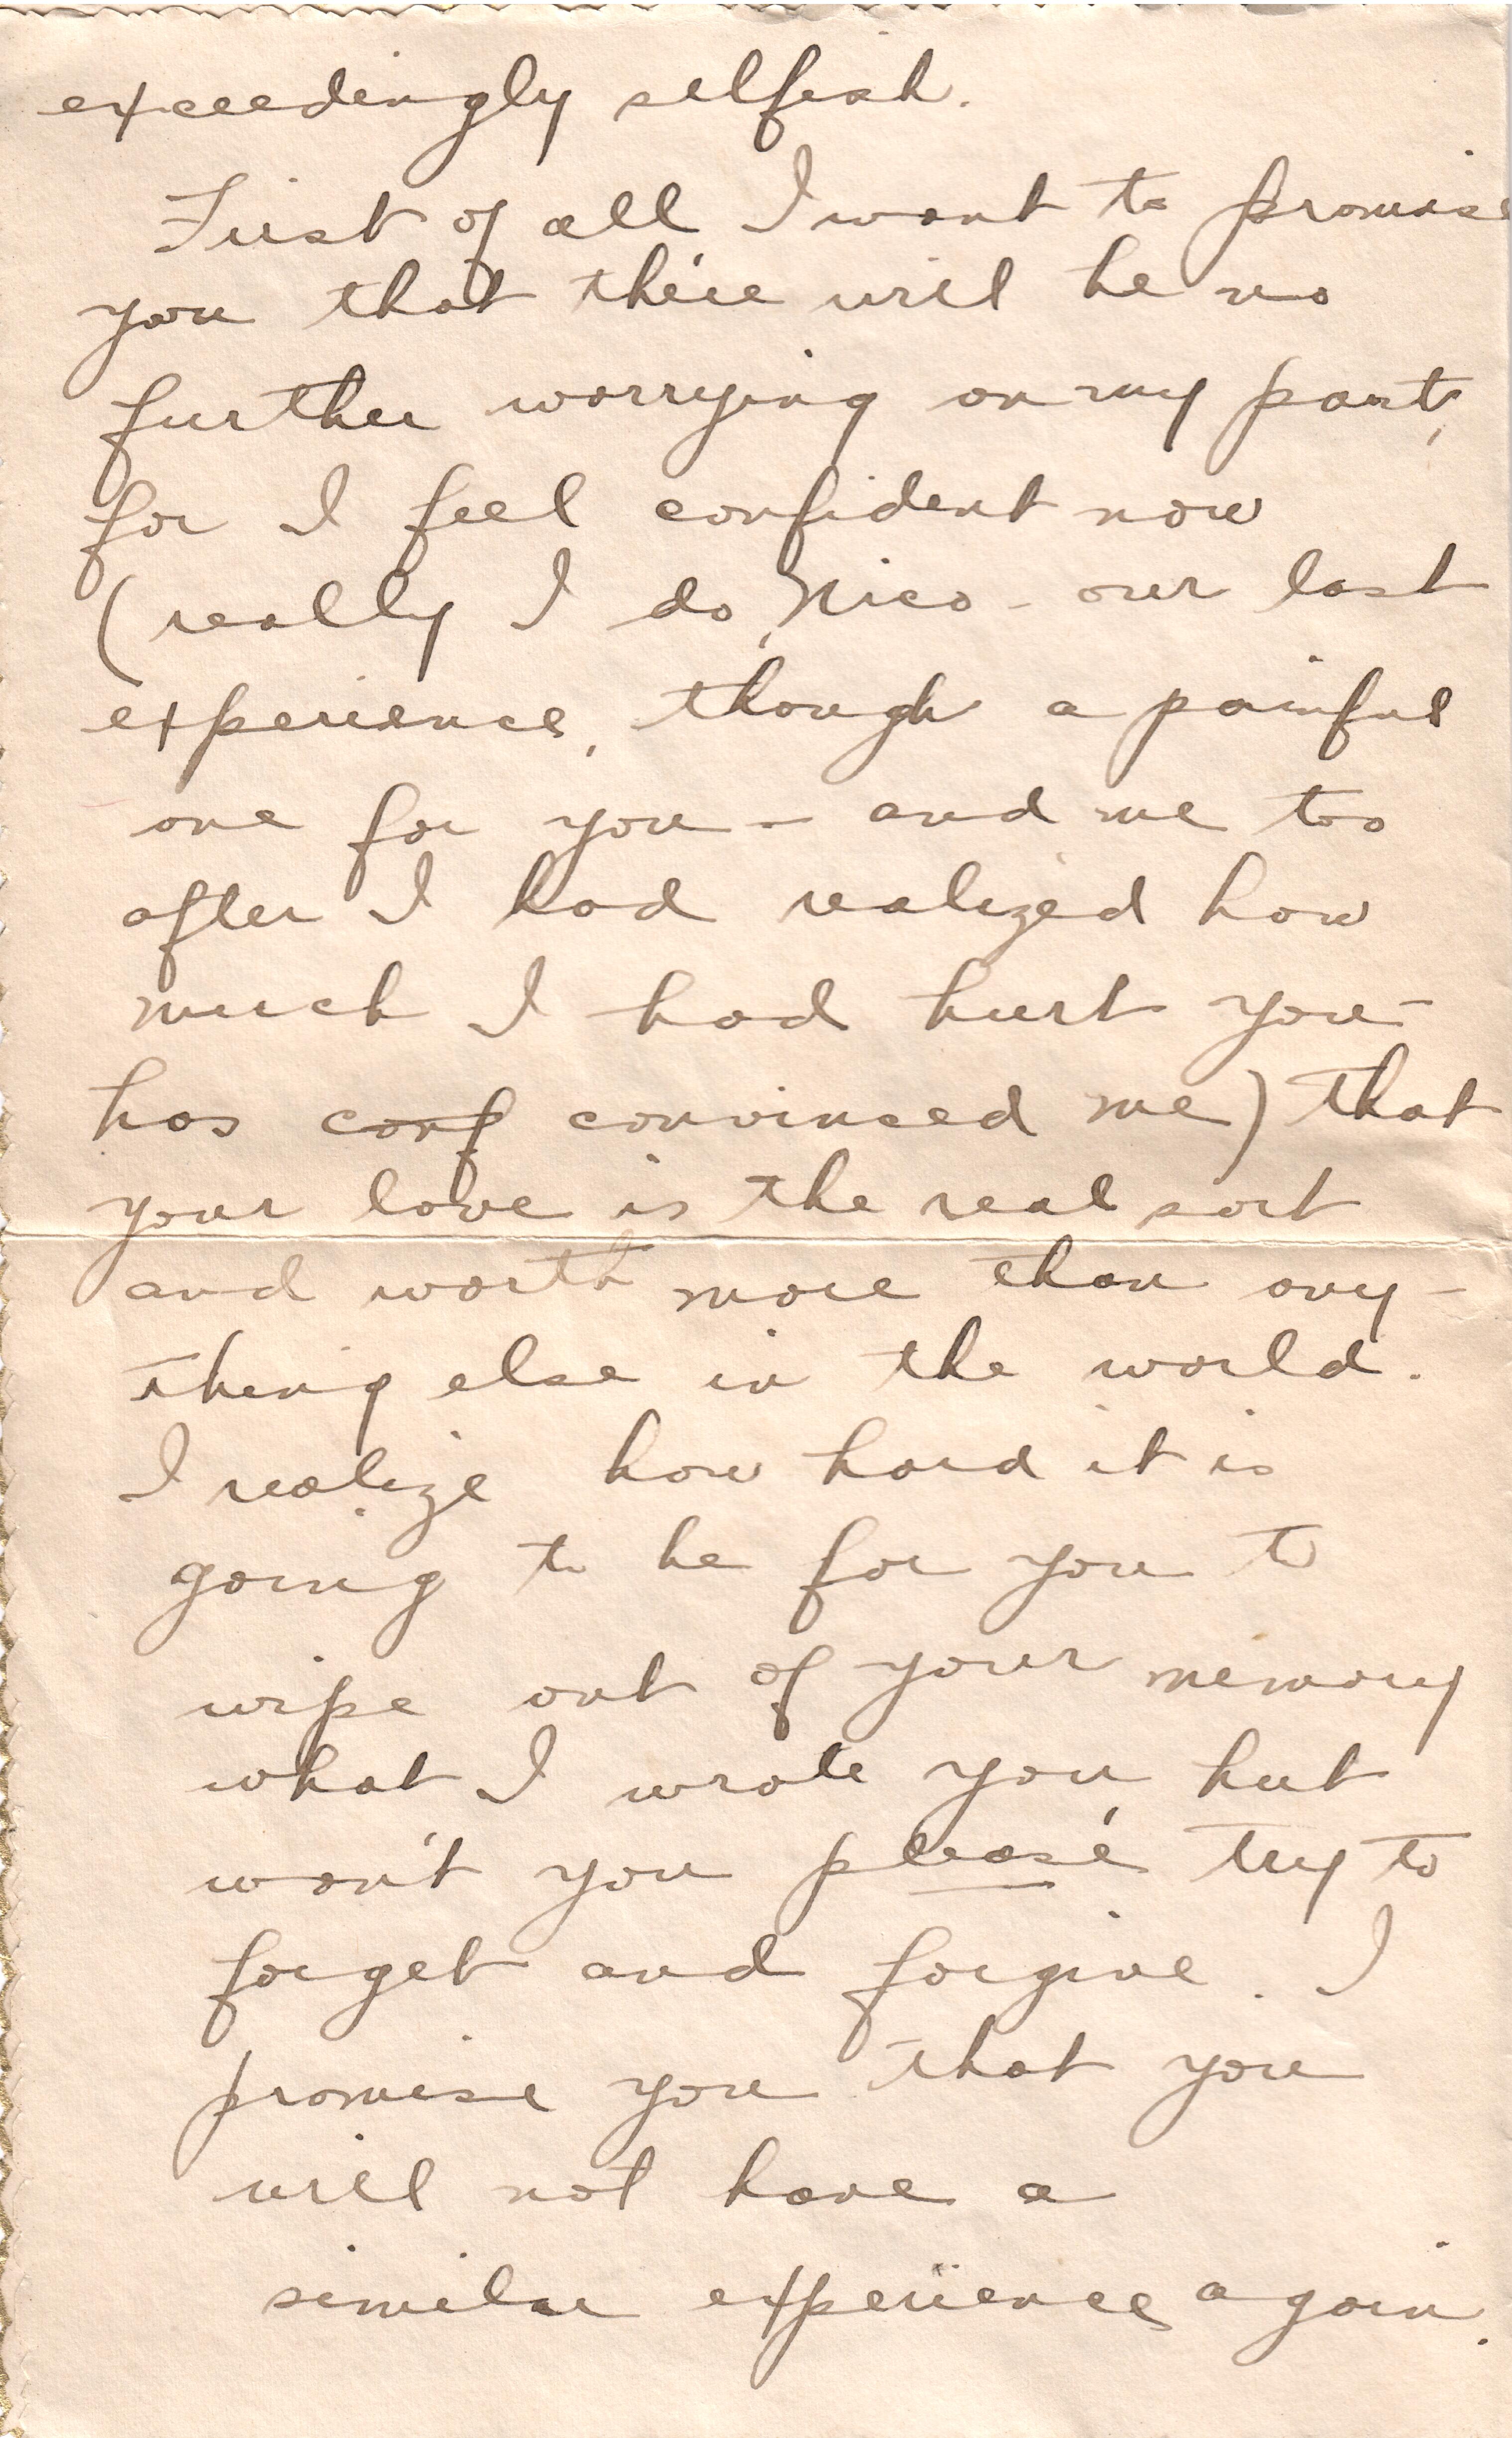 exceedingly selfish.
First of all I want to promise
you that there will be no
further worrying on my part,
for I feel confident now
(really I do, Nico - our last
experience, though a painful
one for you - and me too
after I had realized how
much I had hurt you -
has conf convinced me) that
your love is the real sort
and worth more than any-
thing else in the world.
I realize how hard it is
going to be for you to
wipe out of your memory
what I wrote you, but
won't you please try to
forget and forgive. I
promise you that you
will not have a
similar experience again.